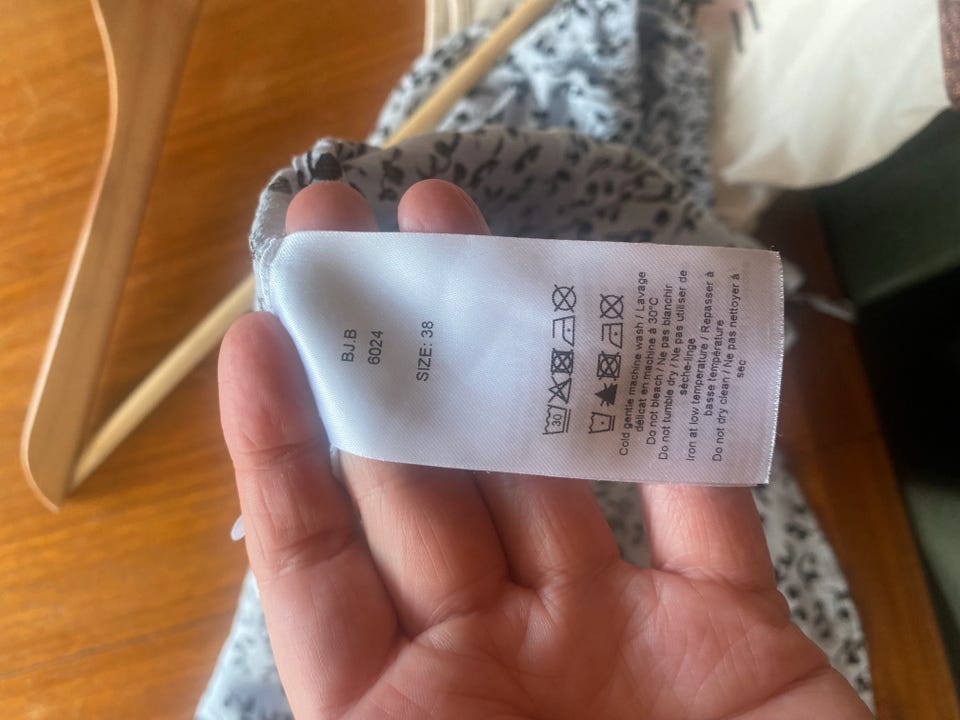 BJ.B
6024
SIZE: 38
30
Cold gentle machine wash / Lavage
délicat en machine à 30°C
Do not bleach / Ne pas blanchir
Do not tumble dry / Ne pas utiliser de
sèche-linge
Iron at low temperature / Repasser à
basse température
Do not dry clean / Ne pas nettoyer à
sec